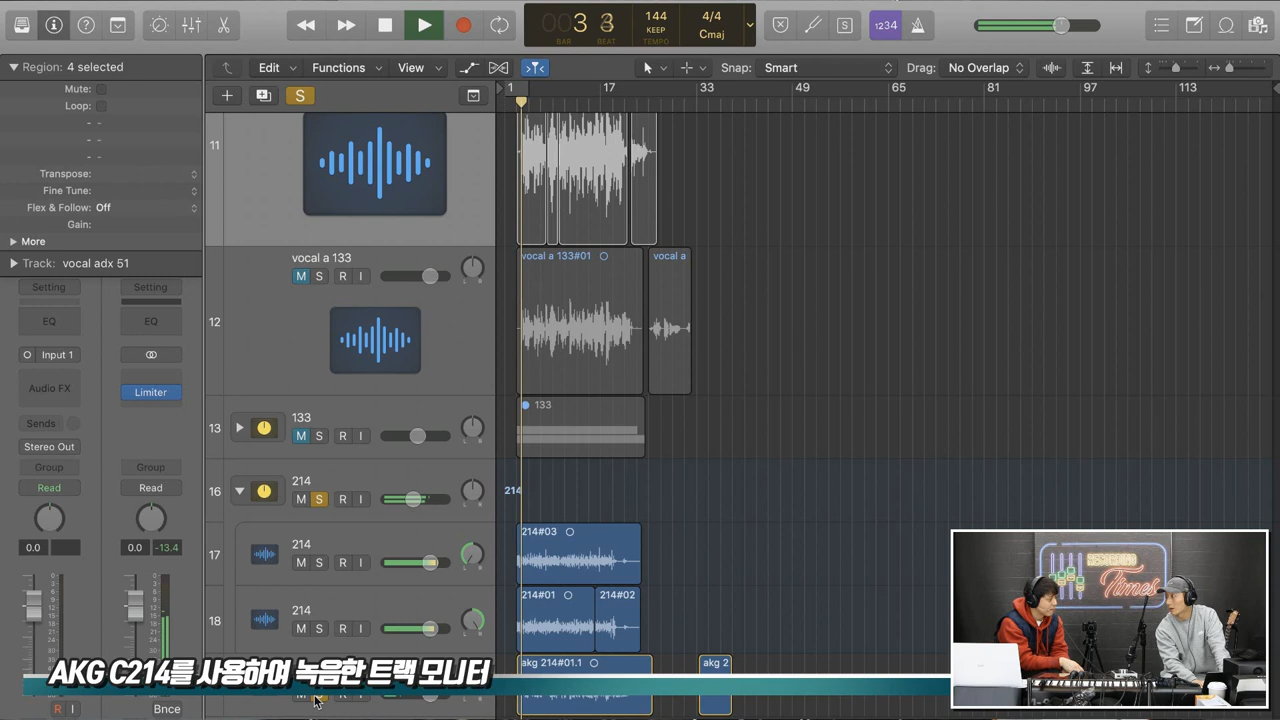 3 3
BAR BEAT
144
KEEP
TEMPO
4/4
Cmaj
S
1234
Region: 4 selected
Edit
Functions
View
Snap: Smart
Drag: No Overlap
Mute:
Loop:
S
1 17 33 49 65 81 97 113
Transpose:
Fine Tune:
Flex & Follow: Off
Gain:
More
Track: vocal adx 51
Setting Setting
EQ EQ
Input 1
Audio FX
Limiter
Sends
Stereo Out
Group Group
Read Read
0.0
0.0 -13.4
R I
Bnce
11
12
vocal a 133
M S R I
vocal a 133#01
vocal a
13
133
M S R I
133
16
214
M S R I
214
17
214
M S R I
214#03
18
214
M S R I
214#01
214#02
akg 214#01.1
akg 2
RECORDING
Times
AKG C214를 사용하여 녹음한 트랙 모니터